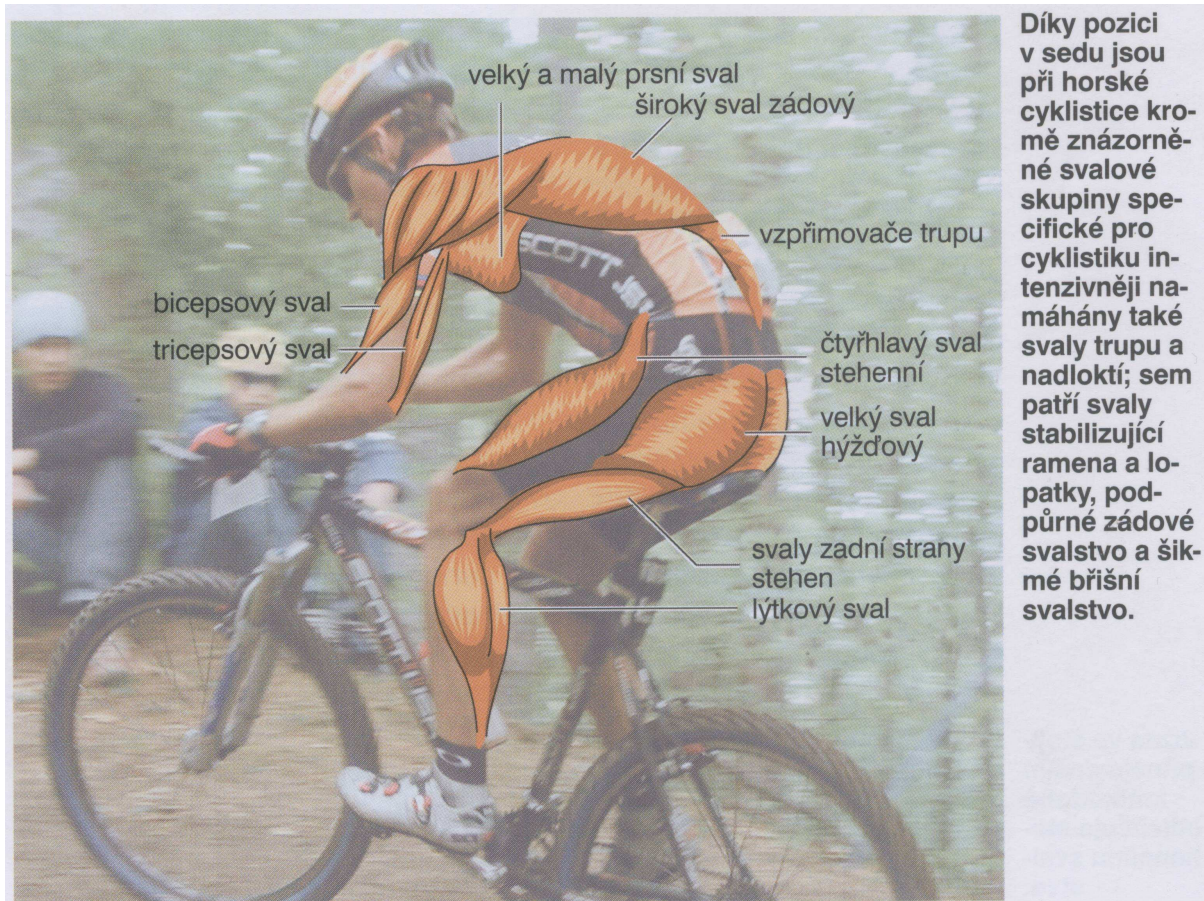 velký a malý prsní sval
široký sval zádový
vzpřimovače trupu
bicepsový sval
tricepsový sval
čtyřhlavý sval
stehenní
velký sval
hýžďový
svaly zadní strany
stehen
lýtkový sval
SCOTT
Díky pozici
v sedu jsou
při horské
cyklistice kro-
mě znázorně-
né svalové
skupiny spe-
cifické pro
cyklistiku in-
tenzivněji na-
máhány také
svaly trupu a
nadloktí; sem
patří svaly
stabilizující
ramena a lo-
patky, pod-
půrné zádové
svalstvo a šik-
mé břišní
svalstvo.